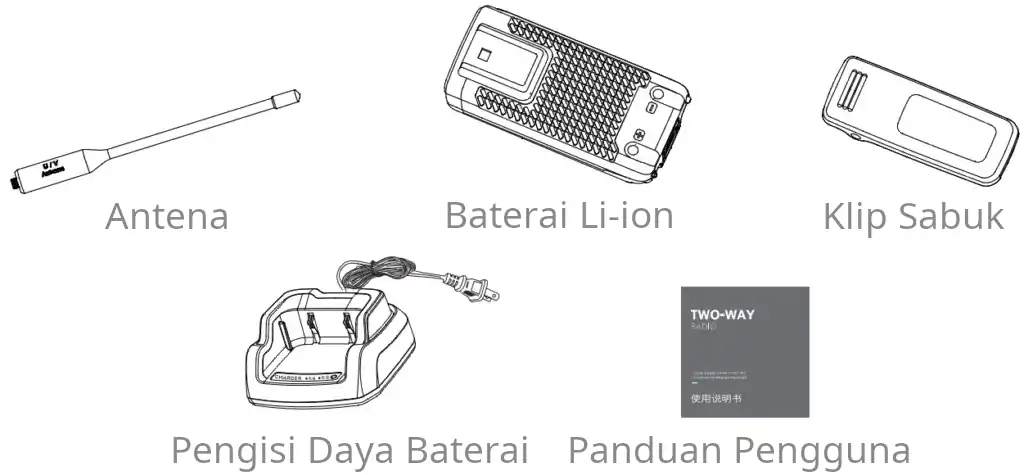 U/V
Antenna
Antena
Baterai Li-ion
Klip Sabuk
CHARGER
Pengisi Daya Baterai
TWO-WAY
RADIO
使用说明书
Panduan Pengguna